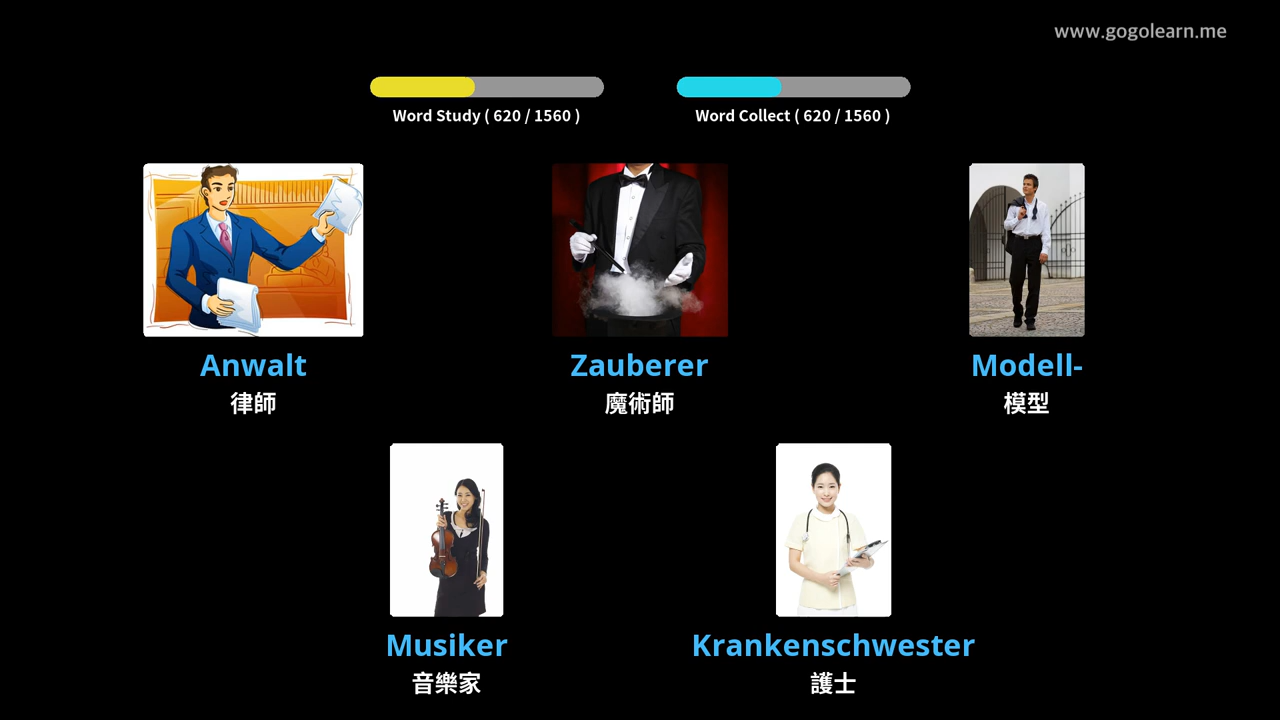 www.gogolearn.me
Word Study ( 620 / 1560 )
Word Collect ( 620 / 1560 )
Anwalt
律師
Zauberer
魔術師
Modell-
模型
Musiker
音樂家
Krankenschwester
護士